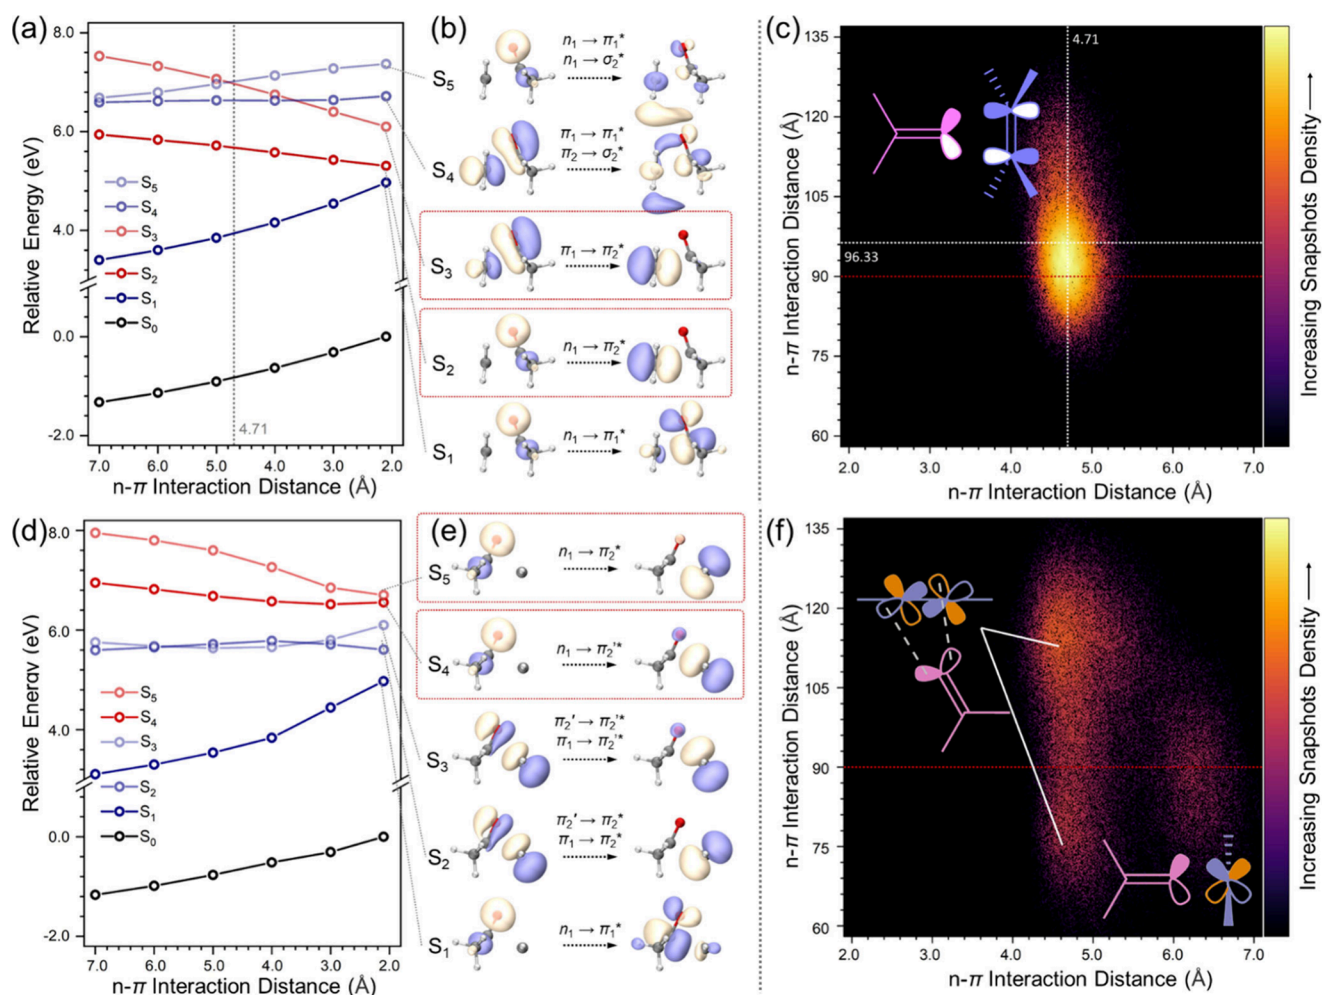 (a)
8.0
6.0
4.0
0.0
-2.0
Relative Energy (eV)
S5
S4
S3
S2
S1
S0
4.71
7.0 6.0 5.0 4.0 3.0 2.0
n-π Interaction Distance (Å)
(b)
S5
n1 → π1*
n1 → σ2*
S4
π1 → π1*
π2 → σ2*
S3
π1 → π2*
S2
n1 → π2*
S1
n1 → π1*
(c)
135
120
105
90
75
60
n-π Interaction Distance (Å)
4.71
96.33
2.0 3.0 4.0 5.0 6.0 7.0
n-π Interaction Distance (Å)
Increasing Snapshots Density
(d)
8.0
6.0
4.0
0.0
-2.0
Relative Energy (eV)
S5
S4
S3
S2
S1
S0
7.0 6.0 5.0 4.0 3.0 2.0
n-π Interaction Distance (Å)
(e)
S5
n1 → π2*
S4
n1 → π2'*
S3
π2' → π2'*
π1 → π2'*
S2
π2' → π2*
π1 → π2*
S1
n1 → π1*
(f)
135
120
105
90
75
60
n-π Interaction Distance (Å)
2.0 3.0 4.0 5.0 6.0 7.0
n-π Interaction Distance (Å)
Increasing Snapshots Density